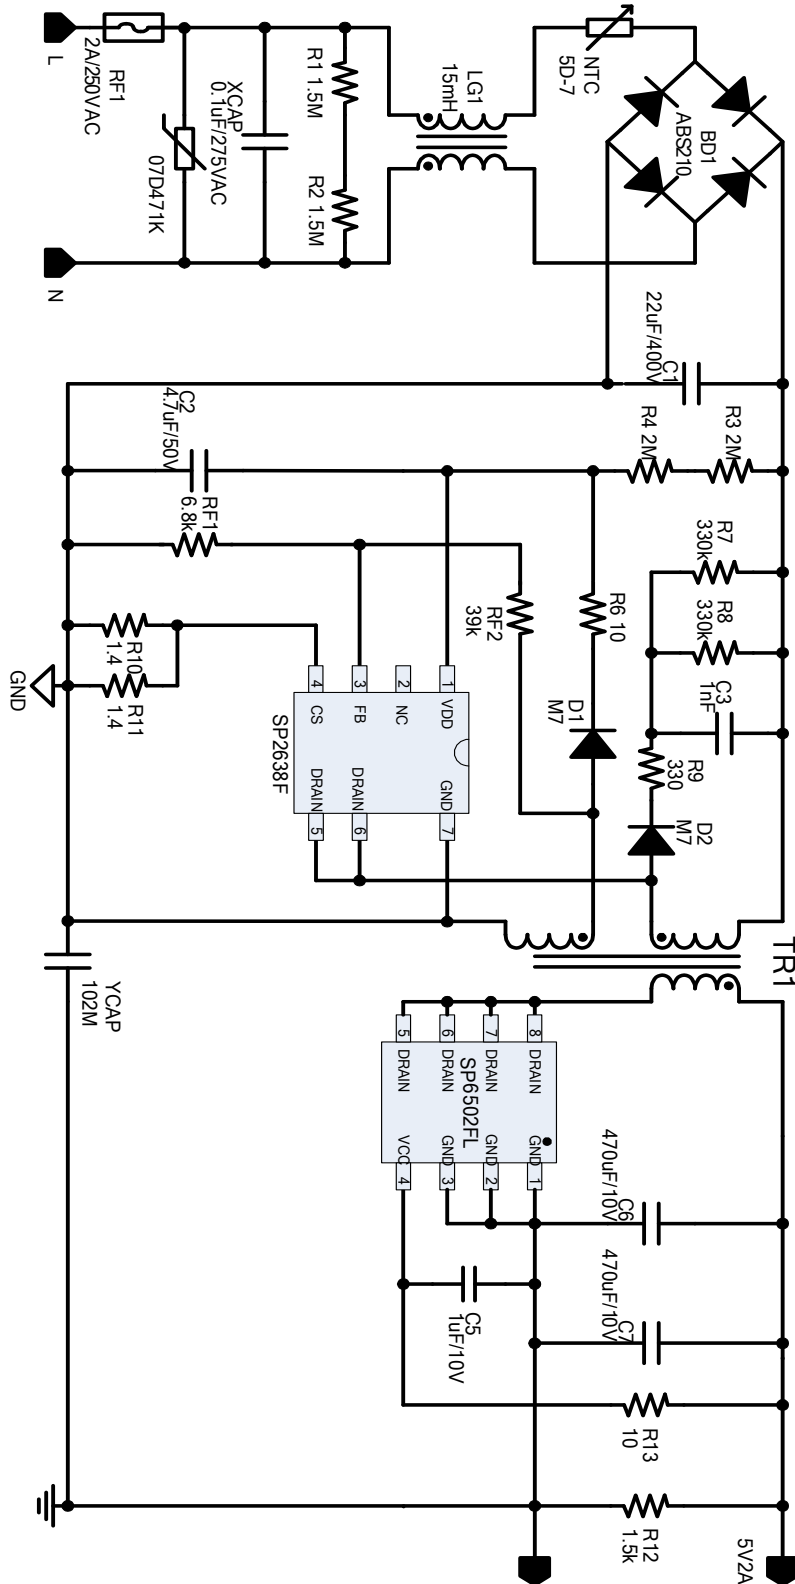 L
RF1
2A/250VAC
07D471K
XCAP
0.1uF/275VAC
R1 1.5M
R2 1.5M
N
LG1
15mH
NTC
5D-7
BD1
ABS210
C1
22uF/400V
R3 2M
R4 2M
C2
4.7uF/50V
RF1
6.8k
R7
330k
R8
330k
C3
1nF
R9
330
D2
M7
R6 10
D1
M7
RF2
39k
R10
1.4
R11
1.4
GND
1
2
3
4
VDD
NC
FB
CS
GND
DRAIN
DRAIN
7
6
5
SP2638F
TR1
YCAP
102M
8
7
6
5
DRAIN
DRAIN
DRAIN
DRAIN
SP6502FL
GND
GND
GND
VCC
1
2
3
4
C6
470uF/10V
C7
470uF/10V
C5
1uF/10V
R13
10
R12
1.5k
5V2A